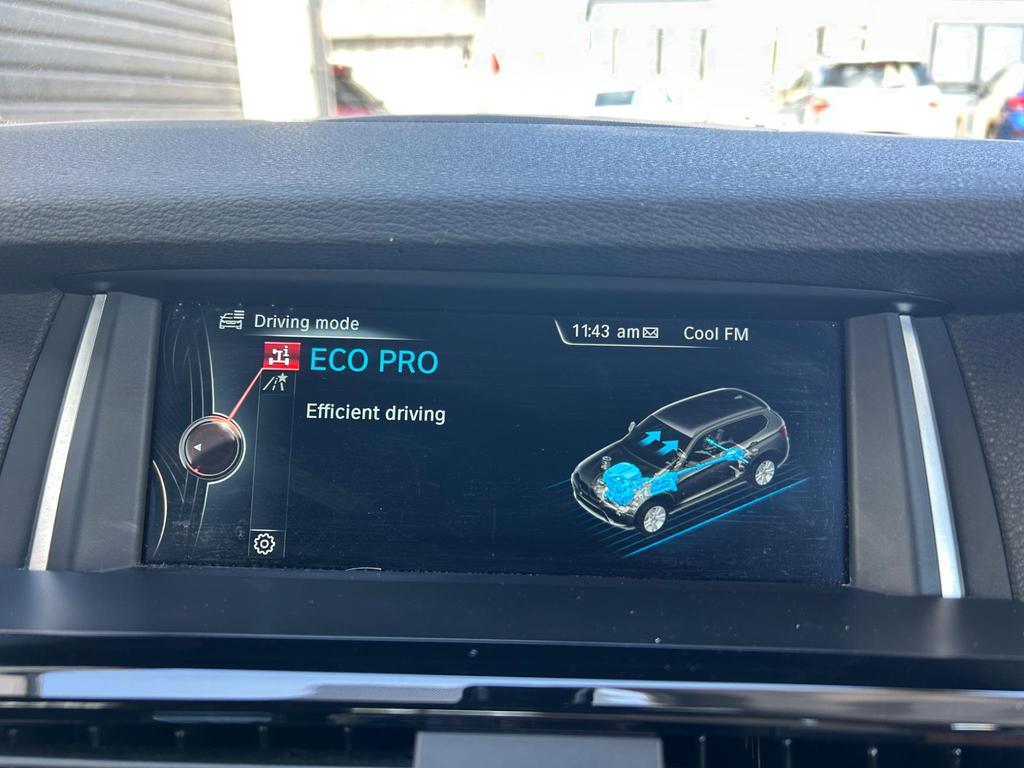 Driving mode
11:43 am
Cool FM
ECO PRO
Efficient driving